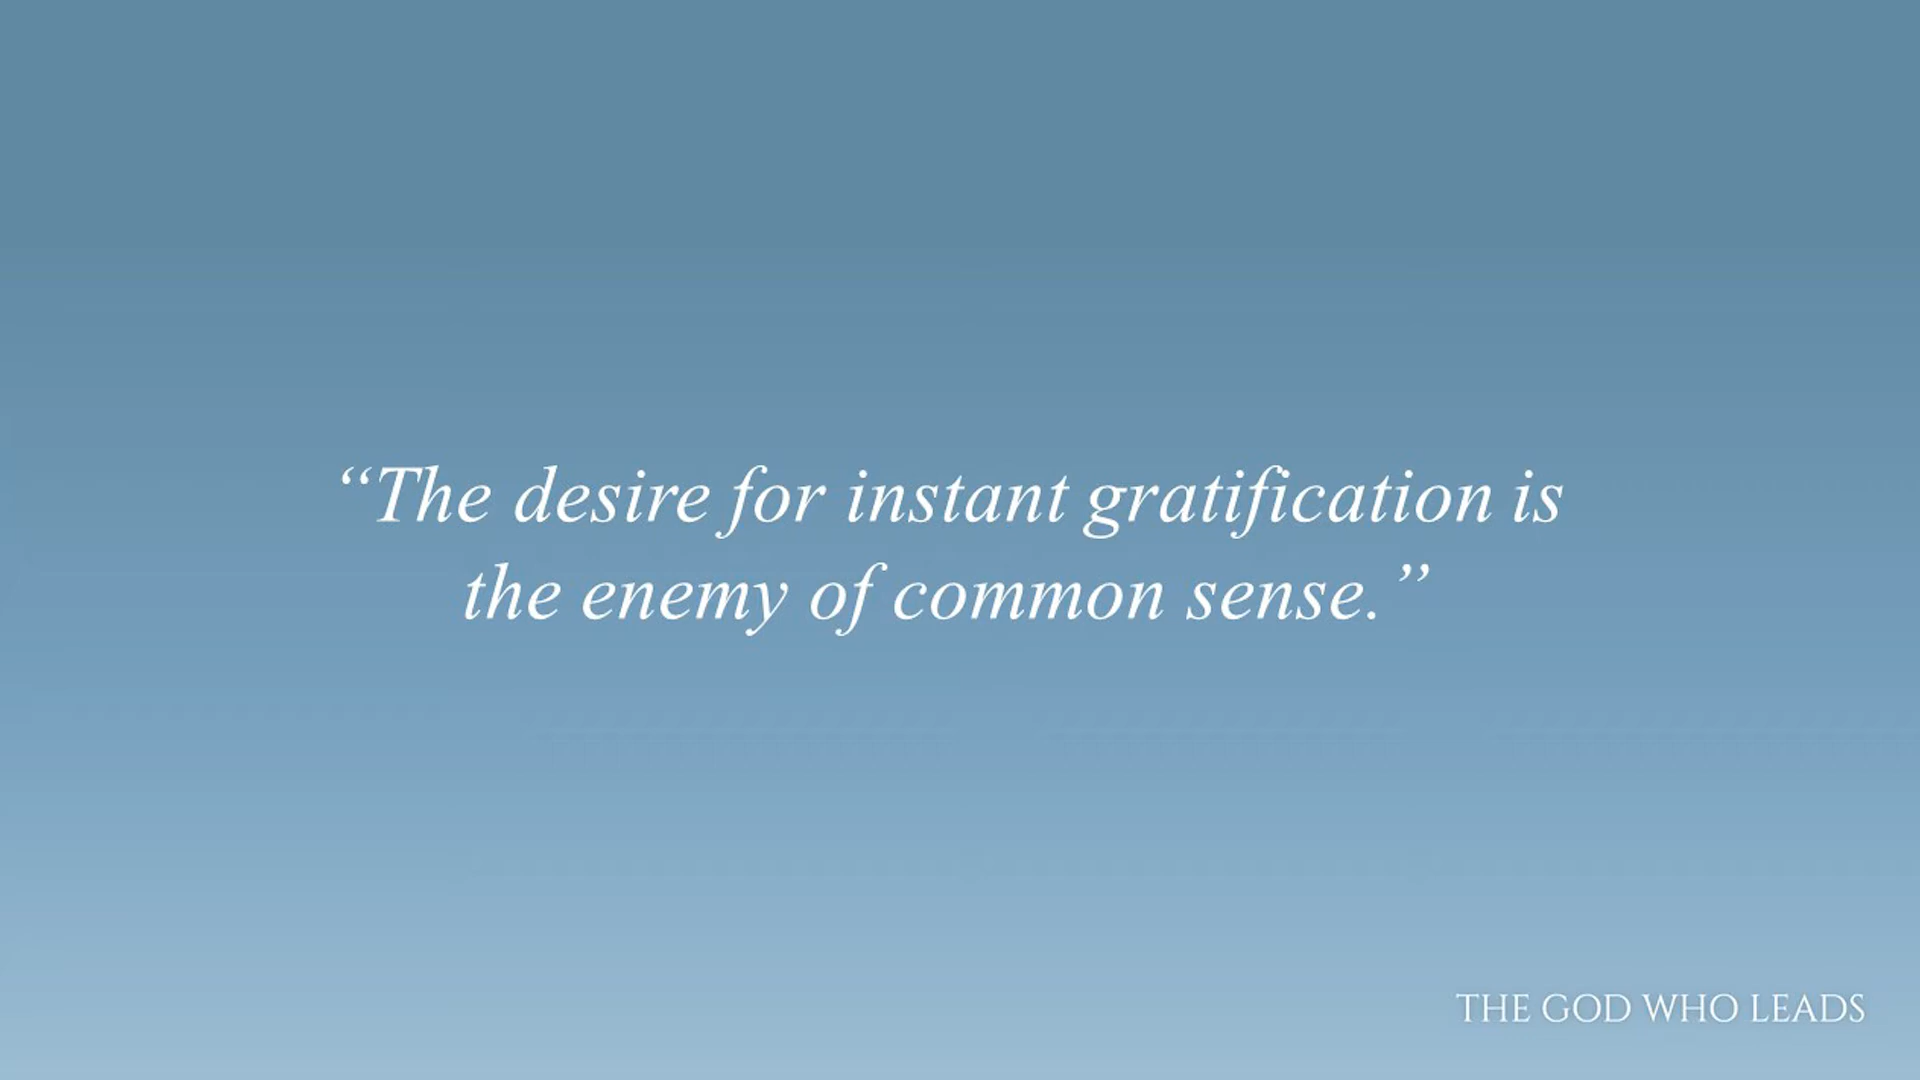 “The desire for instant gratification is
the enemy of common sense.”
THE GOD WHO LEADS